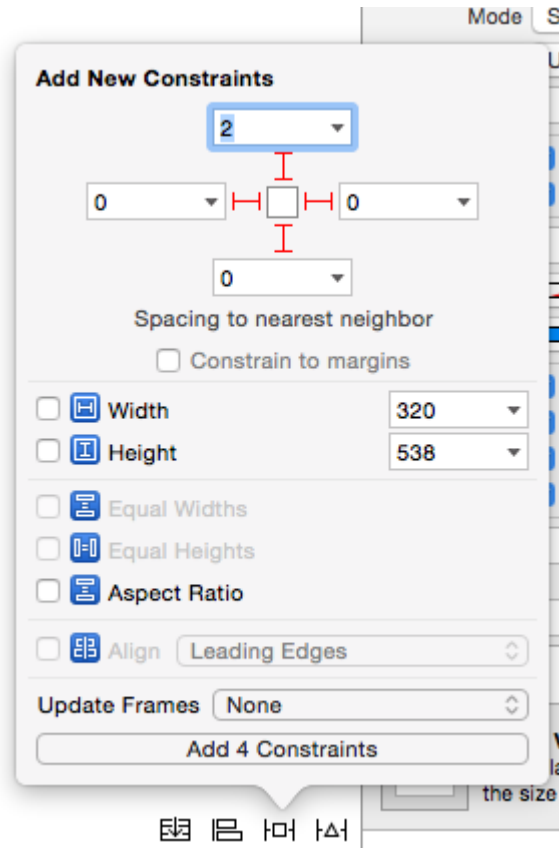 Mode S
Add New Constraints
2
0 0
0
Spacing to nearest neighbor
Constrain to margins
Width 320
Height 538
Equal Widths
Equal Heights
Aspect Ratio
Align Leading Edges
Update Frames None
Add 4 Constraints
the size